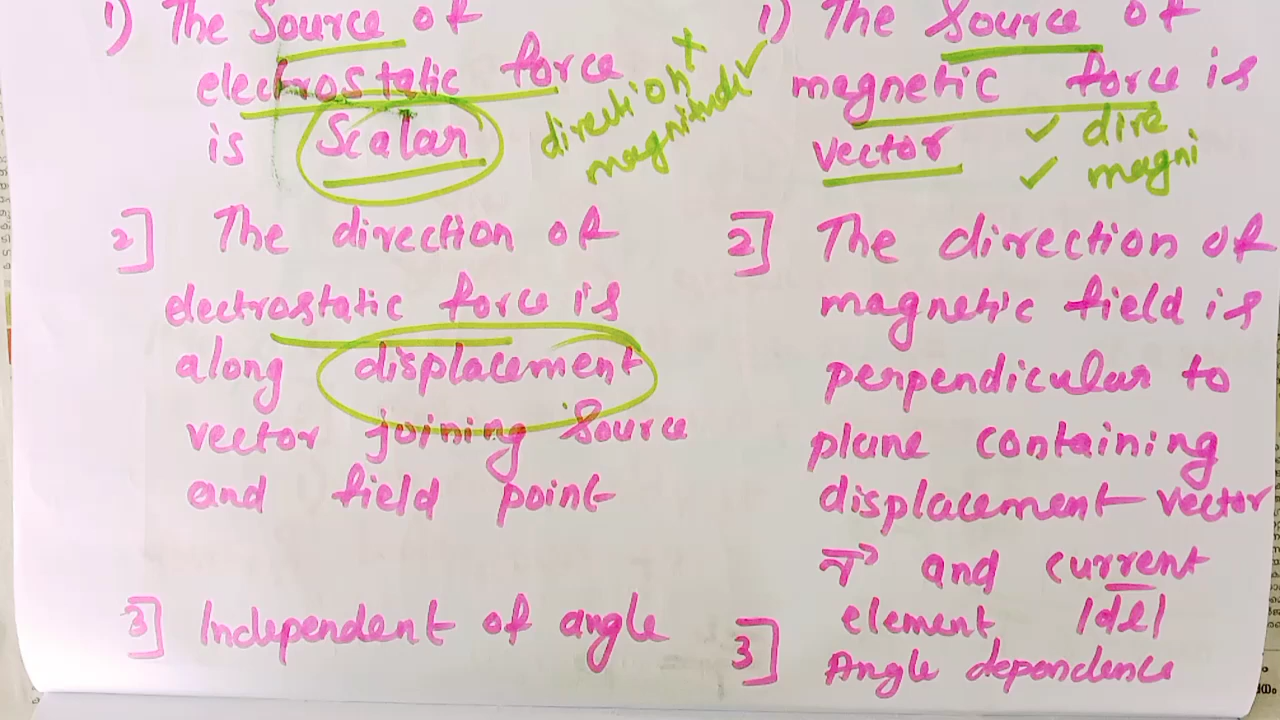 1) The Source of
electrostatic force
is Scalar
direction x
magnitude ✓
2] The direction of
electrostatic force is
along displacement
vector joining Source
and field point
3] Independent of angle
1) The Source of
magnetic force is
vector ✓ dire
✓ magni
2] The direction of
magnetic field is
perpendicular to
plane containing
displacement vector
r⃗ and current
element, |dl|
3] Angle dependence